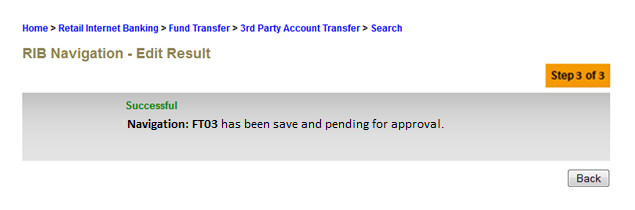 Home > Retail Internet Banking > Fund Transfer > 3rd Party Account Transfer > Search
RIB Navigation - Edit Result
Step 3 of 3
Successful
Navigation: FT03 has been save and pending for approval.
Back